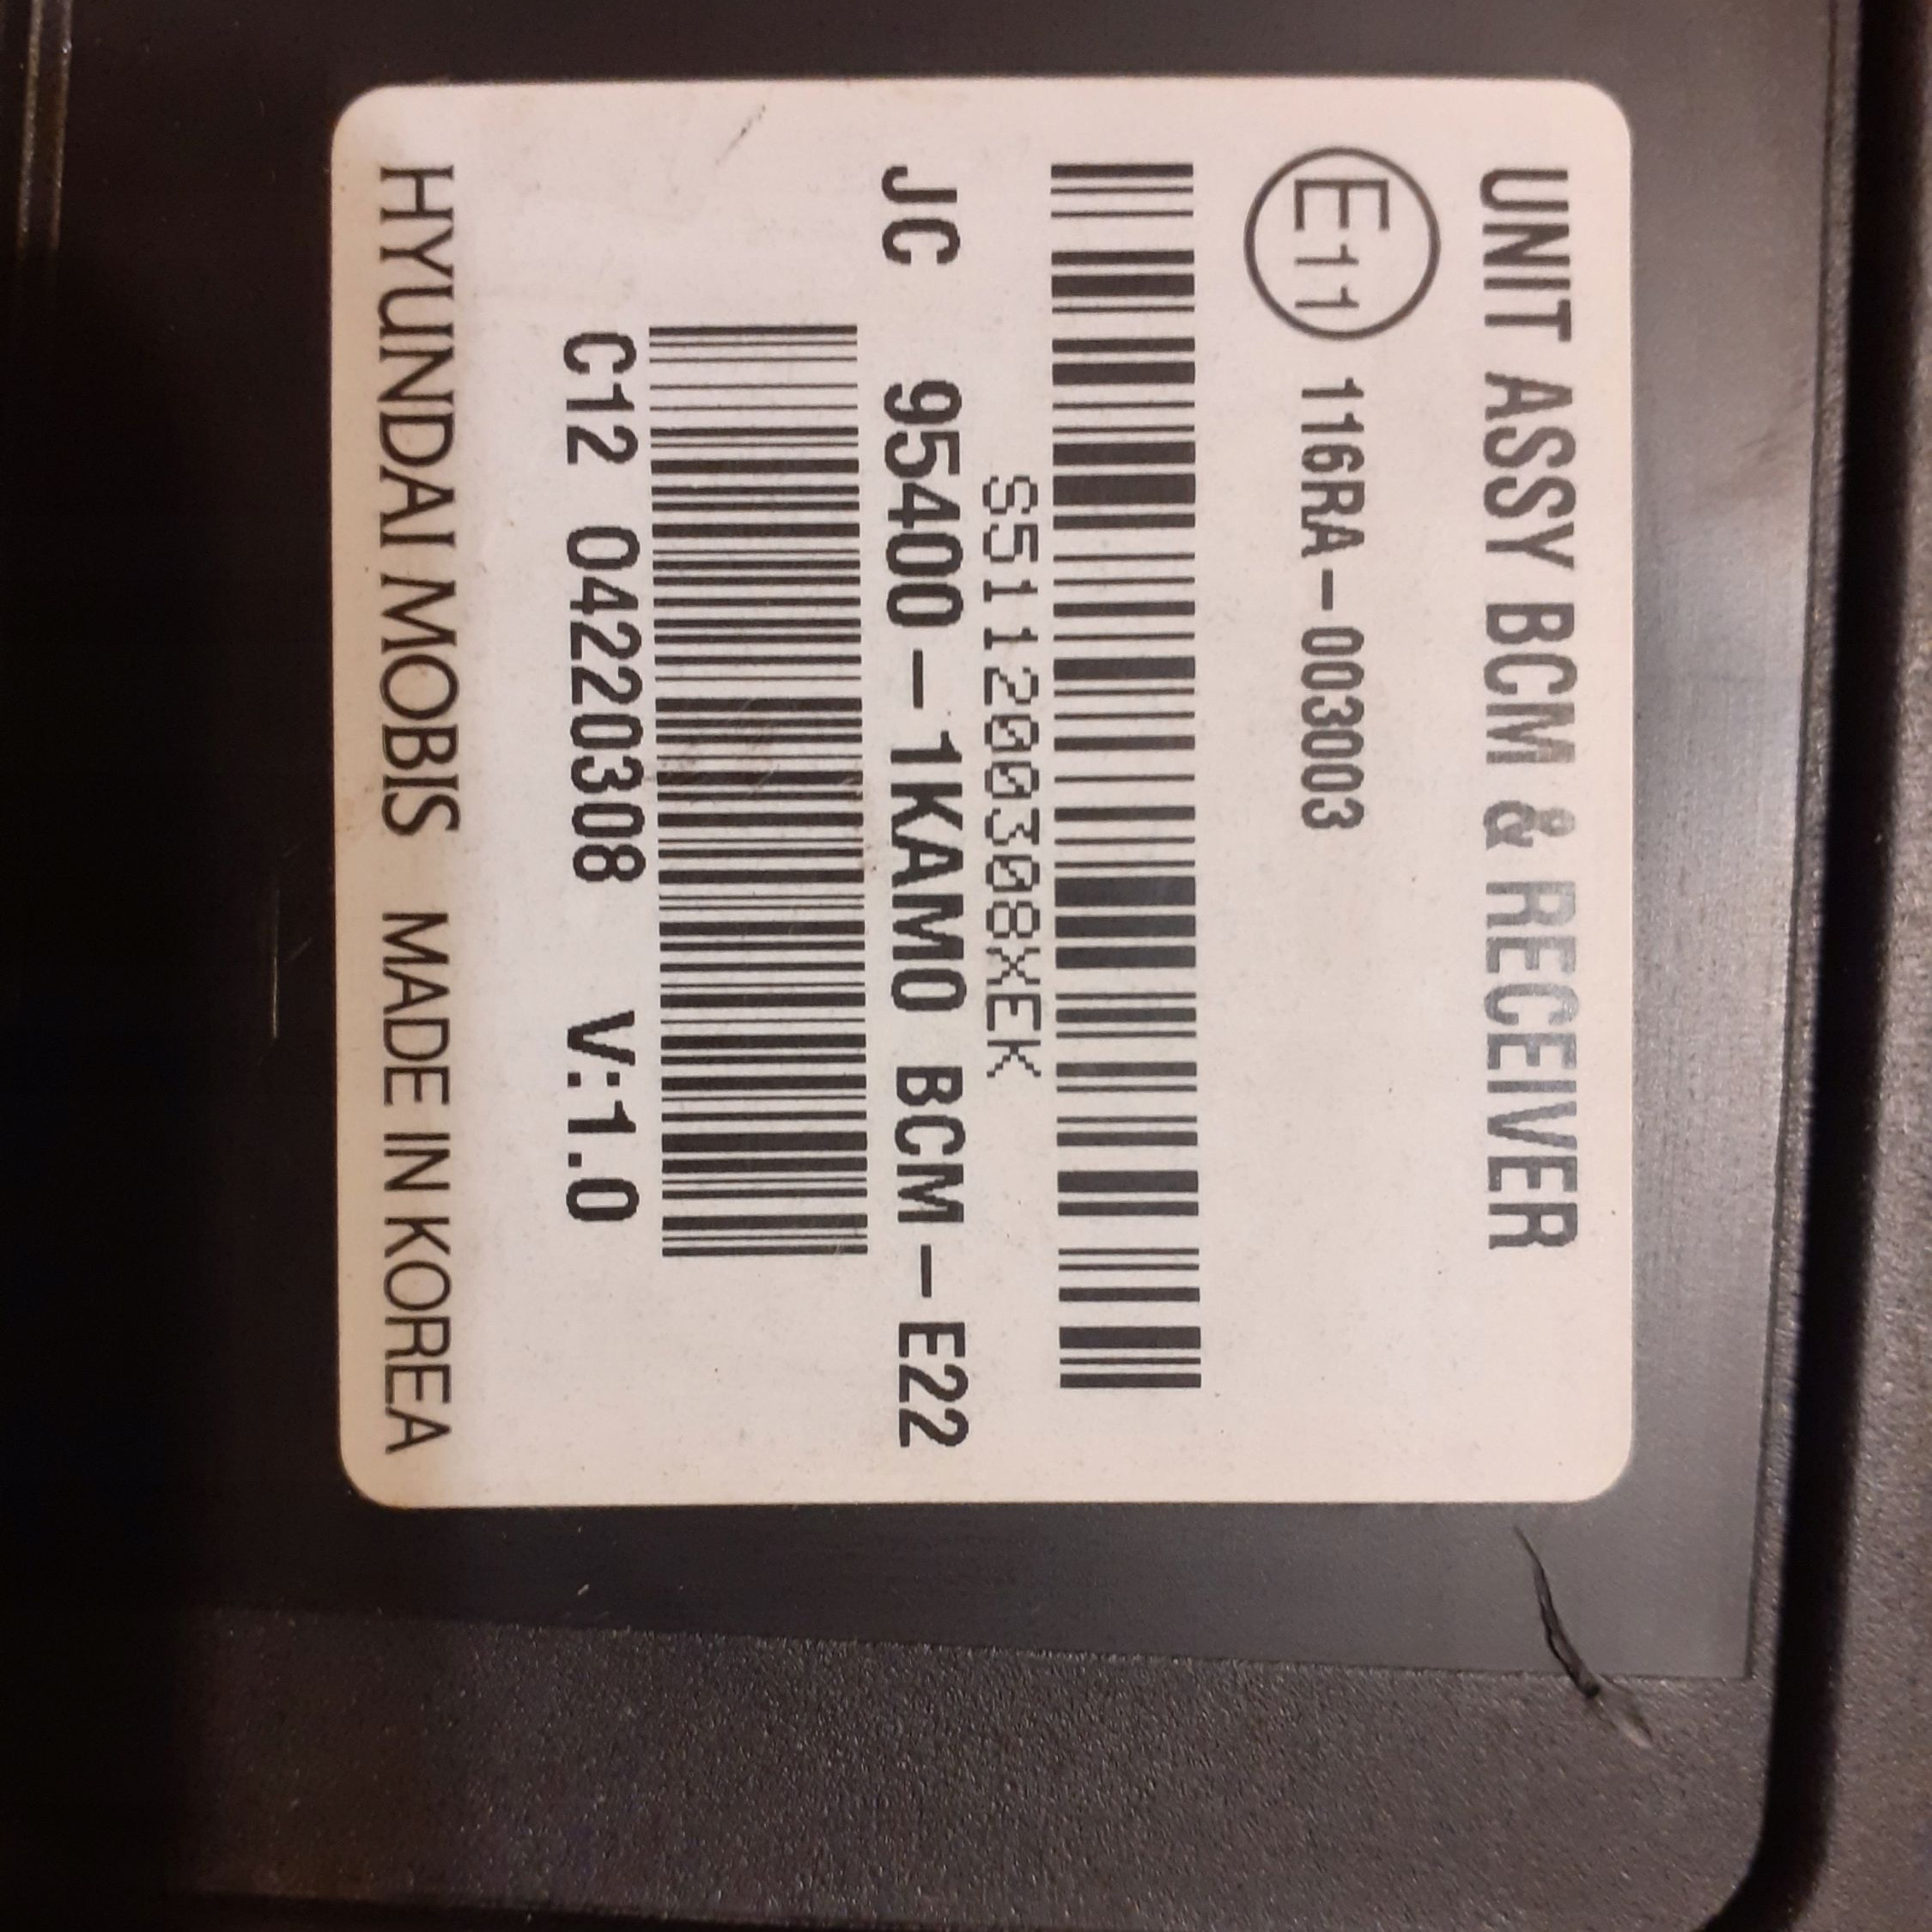 UNIT ASSY BCM & RECEIVER
E11 116RA-003003
S511200308XEK
JC 95400-1KAM0 BCM-E22
C12 04220308 V:1.0
HYUNDAI MOBIS MADE IN KOREA